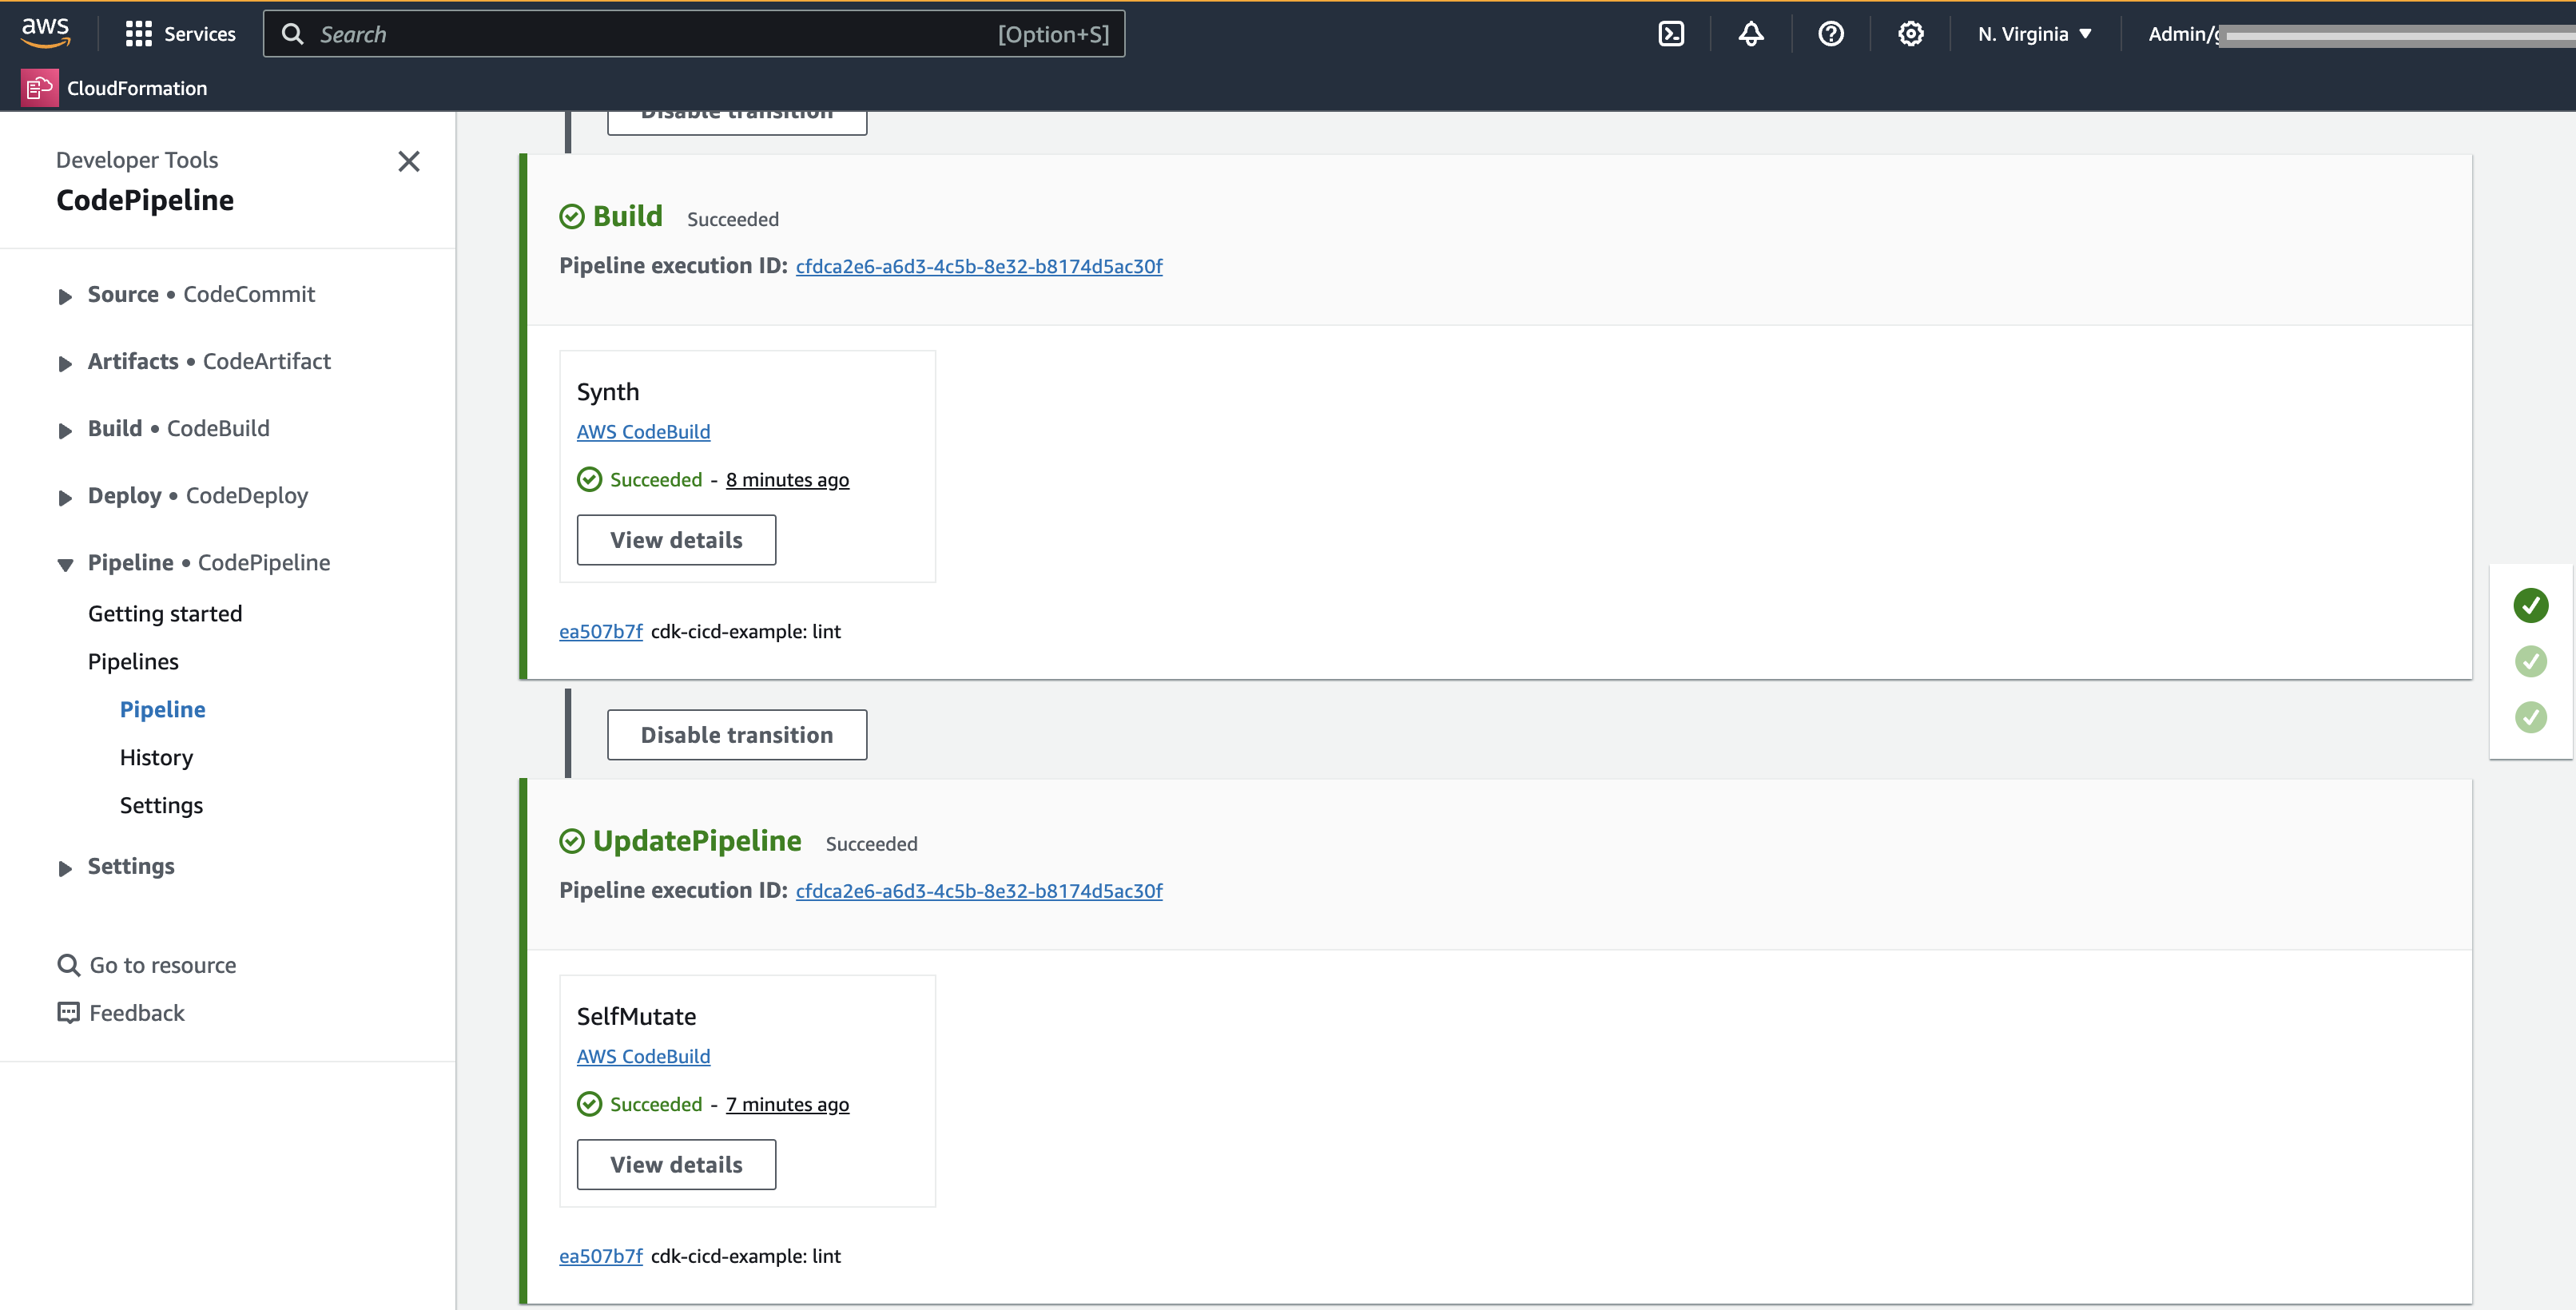 aws
Services
Search
[Option+S]
N. Virginia
Admin/
CloudFormation
Developer Tools
CodePipeline
Source • CodeCommit
Artifacts • CodeArtifact
Build • CodeBuild
Deploy • CodeDeploy
Pipeline • CodePipeline
Getting started
Pipelines
Pipeline
History
Settings
Settings
Go to resource
Feedback
Disable transition
Build Succeeded
Pipeline execution ID: cfdca2e6-a6d3-4c5b-8e32-b8174d5ac30f
Synth
AWS CodeBuild
Succeeded - 8 minutes ago
View details
ea507b7f cdk-cicd-example: lint
Disable transition
UpdatePipeline Succeeded
Pipeline execution ID: cfdca2e6-a6d3-4c5b-8e32-b8174d5ac30f
SelfMutate
AWS CodeBuild
Succeeded - 7 minutes ago
View details
ea507b7f cdk-cicd-example: lint